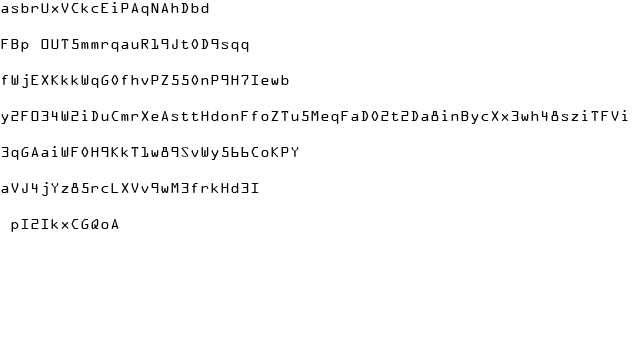 asbrUxVCkcEiPAqNAhDbd
FBp OUT5mmrqauR19Jt0D9sqq
fWjEXKkkWqG0fhvPZ550nP9H7Iewb
y2FO34W2iDuCmrXeAsttHdonFfoZTu5MeqFaD02t2Da8inBycXx3wh48sziTFVi
3qGAaiWF0H9KkT1w89SvWy566CoKPY
aVJ4jYz85rcLXVv9wM3frkHd3I
pI2IkxCGQoA